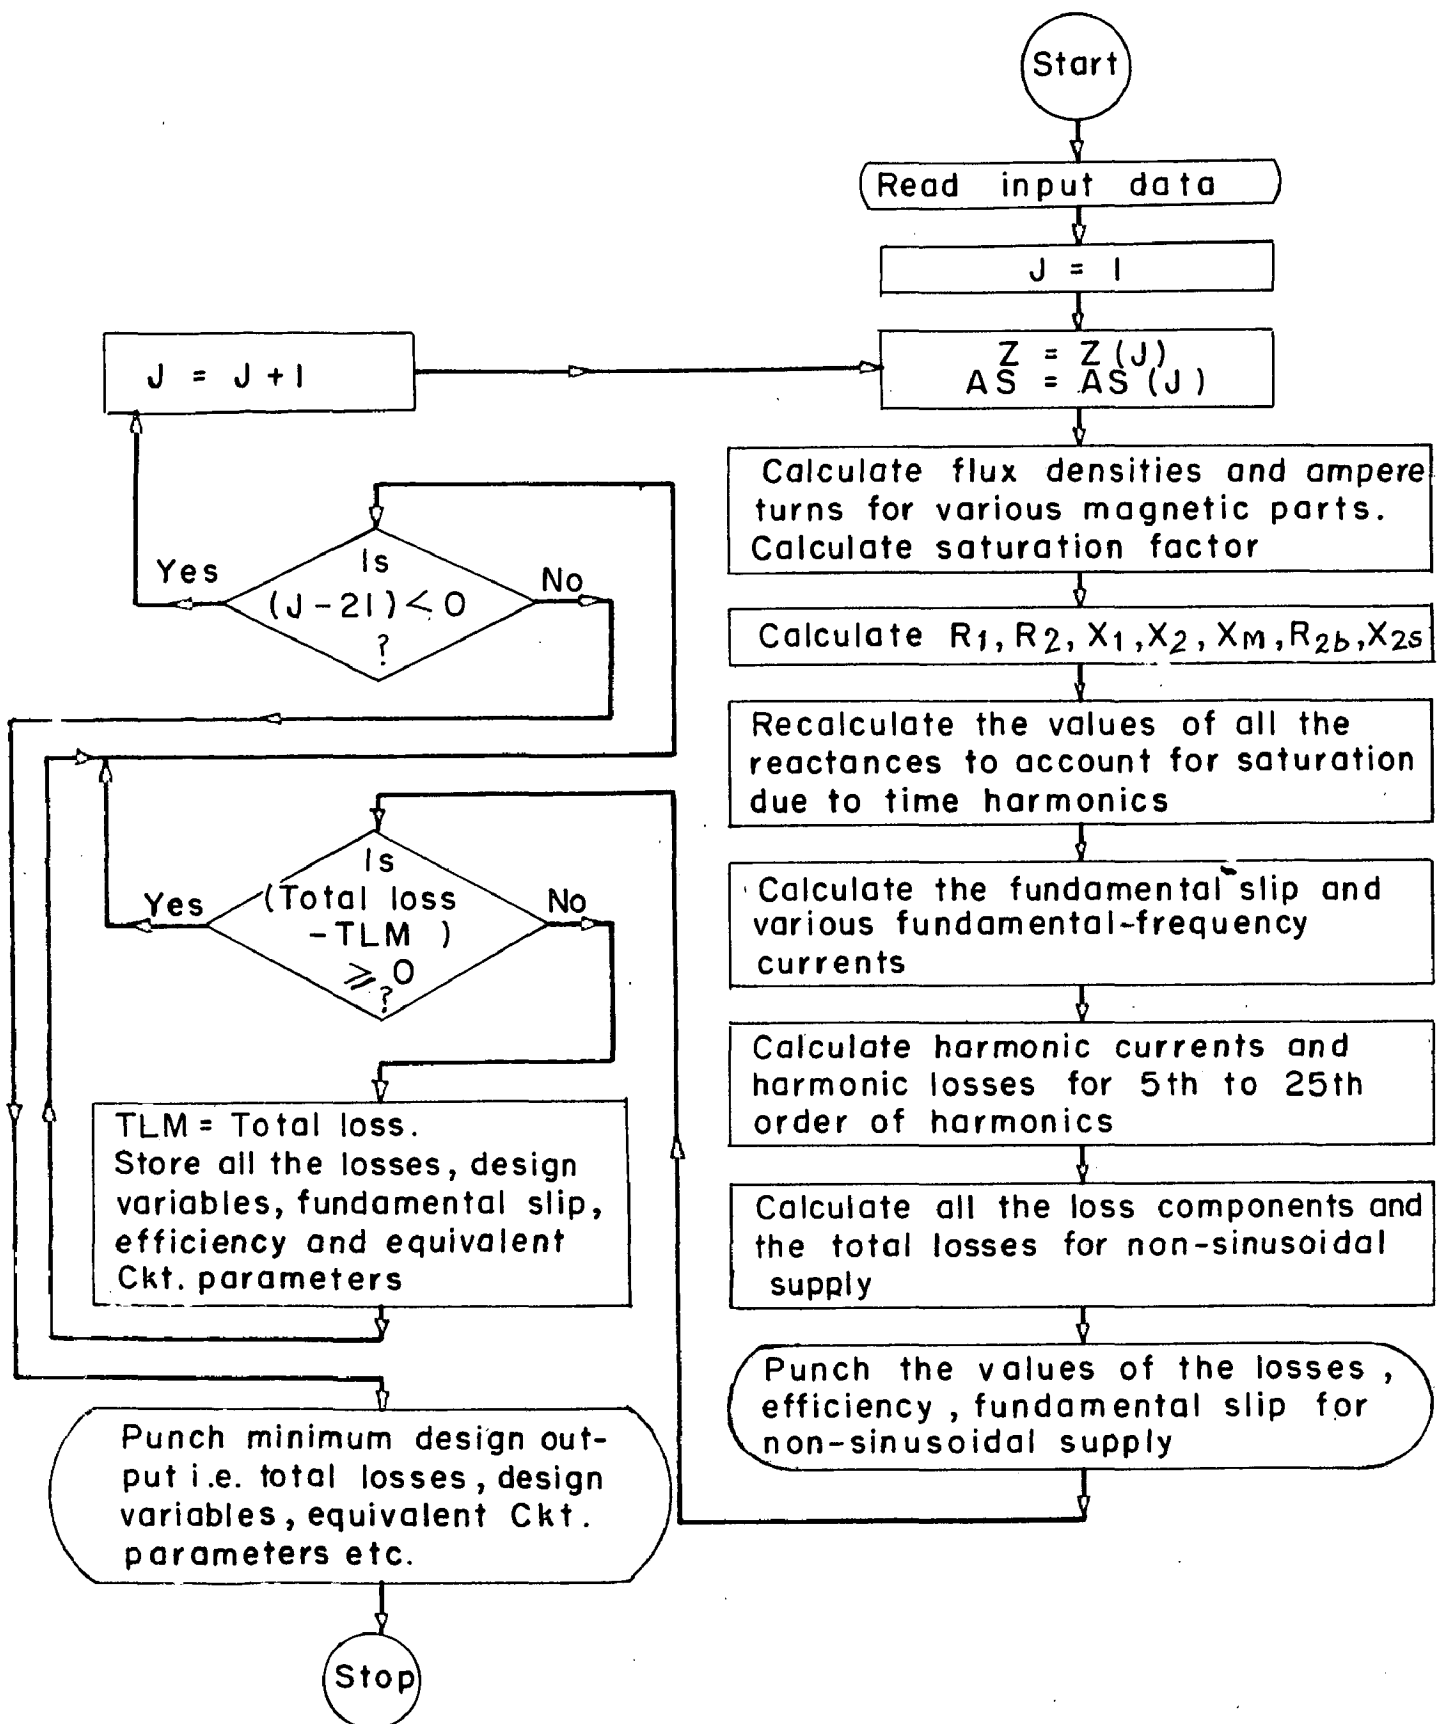 Start
Read input data
J = 1
Z = Z(J)
AS = AS(J)
Calculate flux densities and ampere
turns for various magnetic parts.
Calculate saturation factor
Calculate R1, R2, X1, X2, XM, R2b, X2s
Recalculate the values of all the
reactances to account for saturation
due to time harmonics
Calculate the fundamental slip and
various fundamental-frequency
currents
Calculate harmonic currents and
harmonic losses for 5th to 25th
order of harmonics
Calculate all the loss components and
the total losses for non-sinusoidal
supply
Punch the values of the losses,
efficiency, fundamental slip for
non-sinusoidal supply
Is
(Total loss
-TLM )
⩾ 0
?
Yes
No
TLM = Total loss.
Store all the losses, design
variables, fundamental slip,
efficiency and equivalent
Ckt. parameters
Is
(J-21) < 0
?
Yes
No
J = J+1
Punch minimum design out-
put i.e. total losses, design
variables, equivalent Ckt.
parameters etc.
Stop